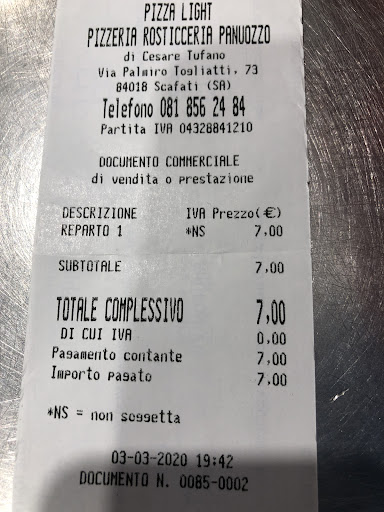 PIZZA LIGHT
PIZZERIA ROSTICCERIA PANUOZZO
di Cesare Tufano
Via Palmiro Togliatti, 73
84018 Scafati (SA)
Telefono 081 856 24 84
Partita IVA 04328841210
DOCUMENTO COMMERCIALE
di vendita o prestazione
DESCRIZIONE IVA Prezzo(€)
REPARTO 1 *NS 7,00
SUBTOTALE 7,00
TOTALE COMPLESSIVO 7,00
DI CUI IVA 0,00
Pagamento contante 7,00
Importo pagato 7,00
*NS = non soggetta
03-03-2020 19:42
DOCUMENTO N. 0085-0002